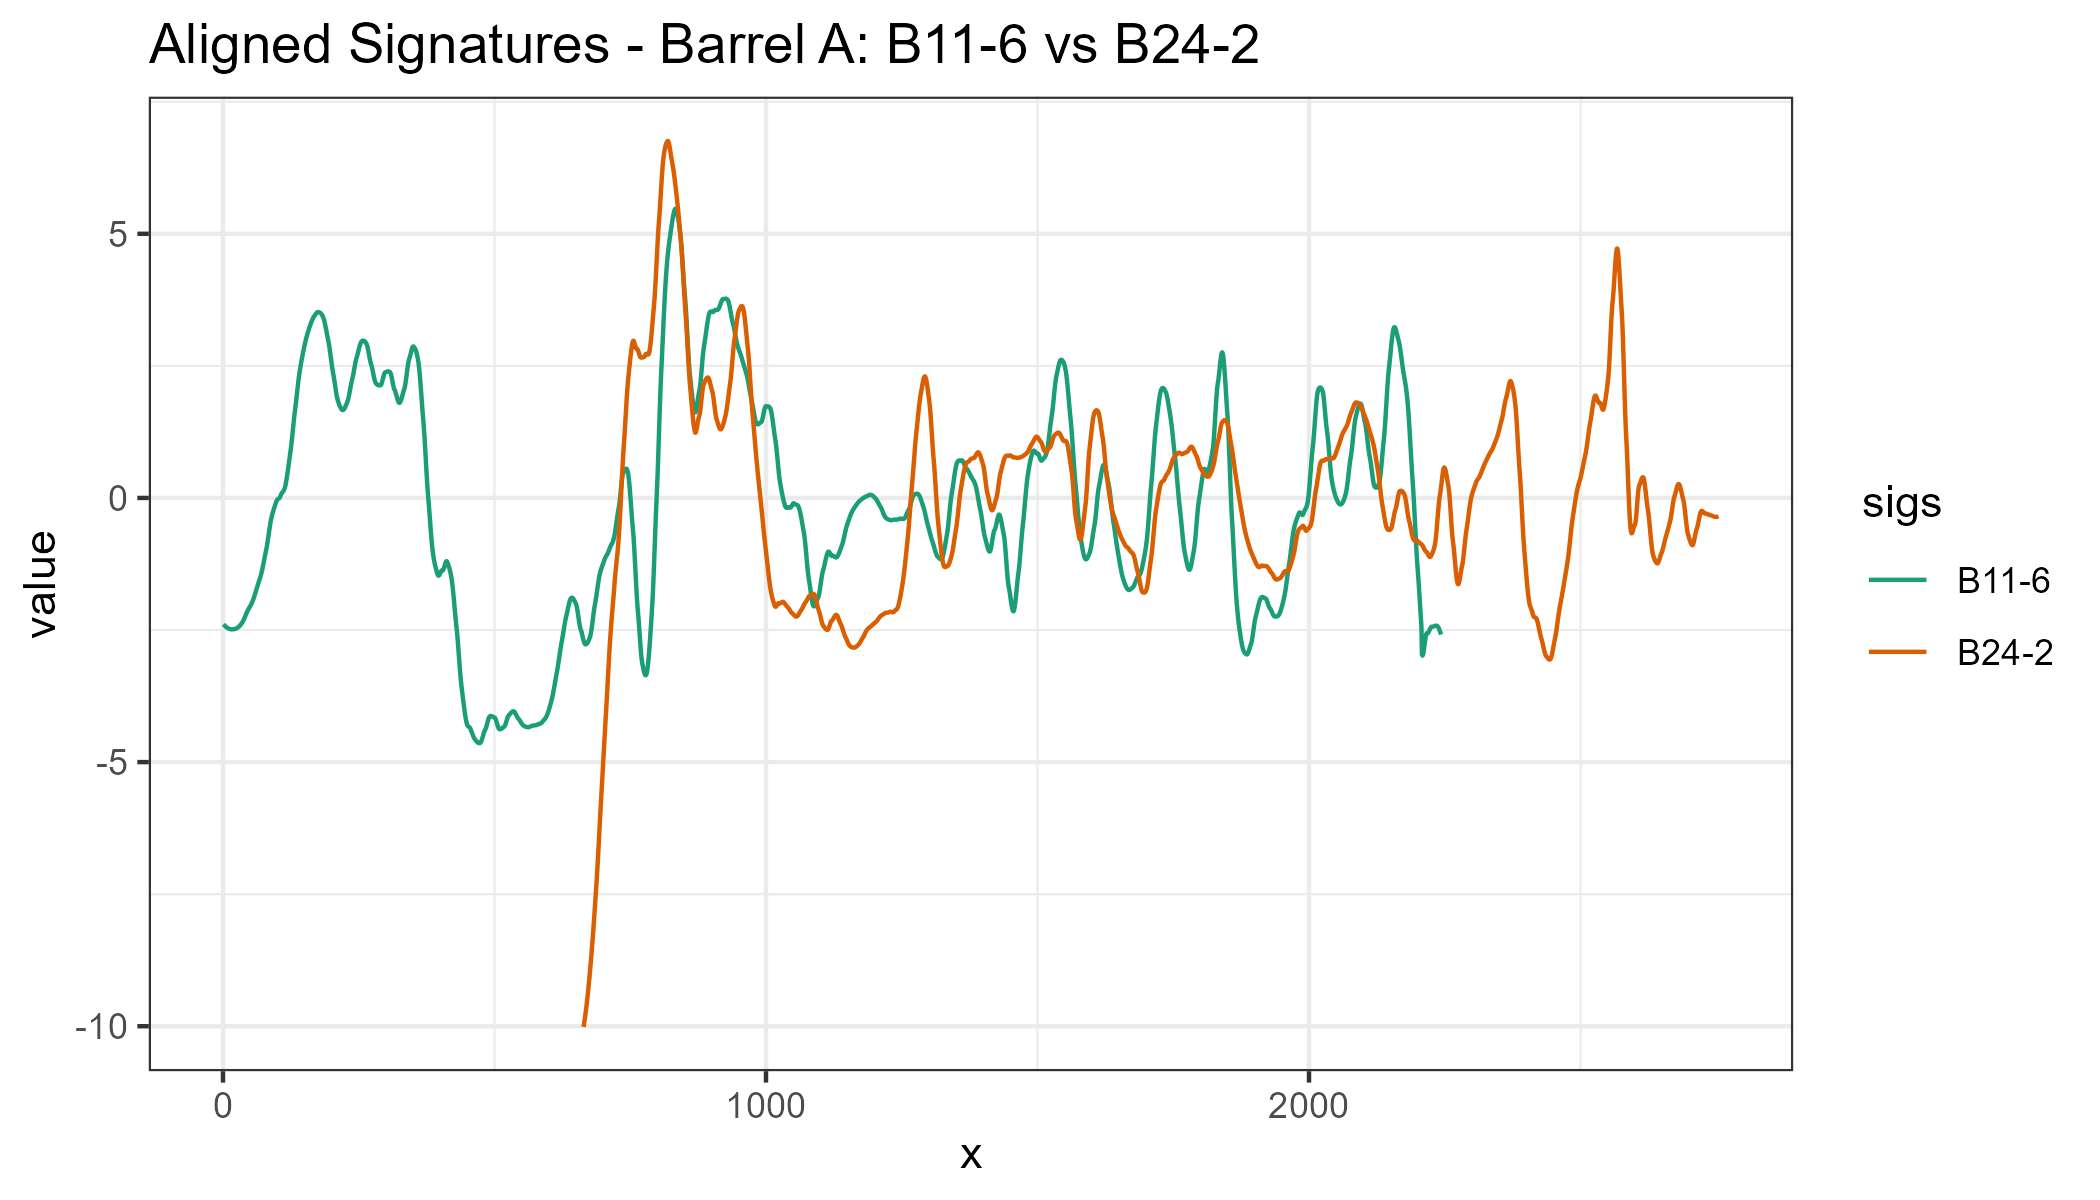 Aligned Signatures - Barrel A: B11-6 vs B24-2
value
5
0
-5
-10
0
1000
2000
x
sigs
B11-6
B24-2